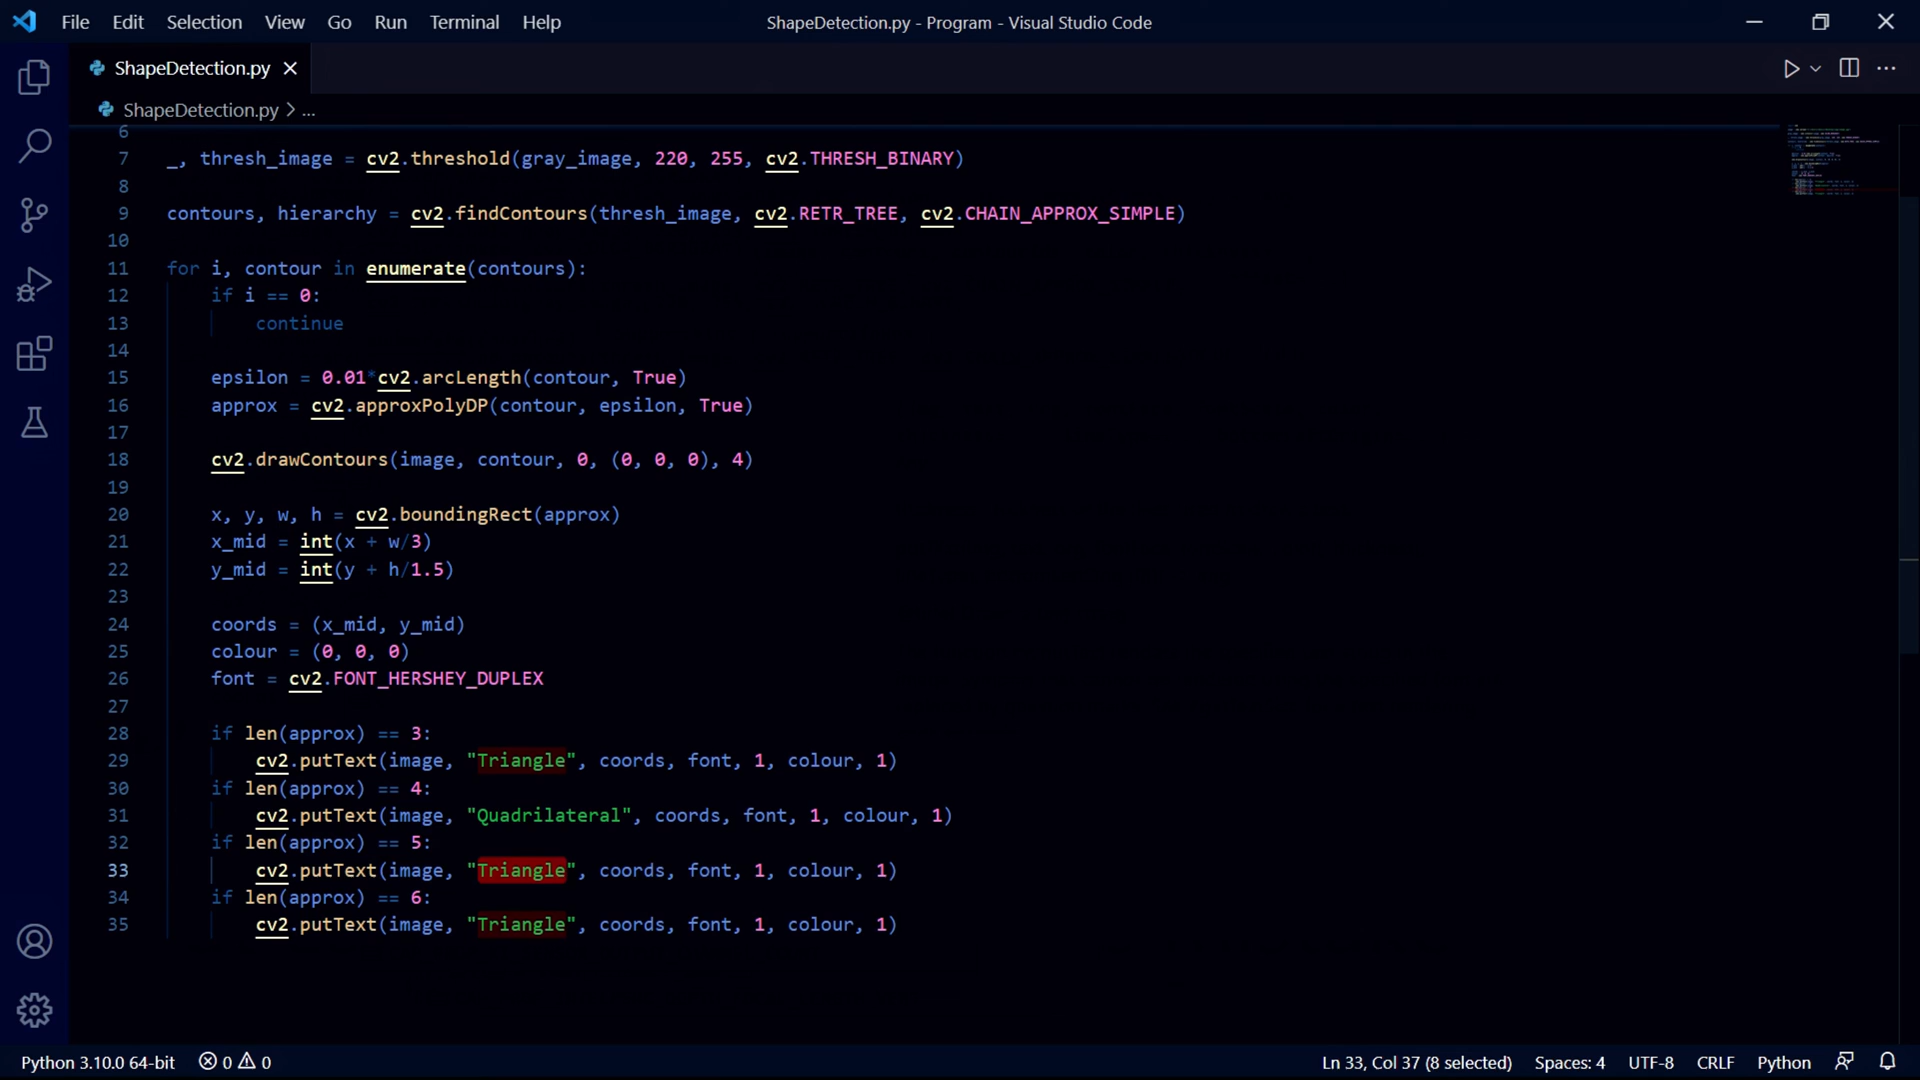 File Edit Selection View Go Run Terminal Help
ShapeDetection.py - Program - Visual Studio Code
ShapeDetection.py
ShapeDetection.py > ...
6
7 _, thresh_image = cv2.threshold(gray_image, 220, 255, cv2.THRESH_BINARY)
8
9 contours, hierarchy = cv2.findContours(thresh_image, cv2.RETR_TREE, cv2.CHAIN_APPROX_SIMPLE)
10
11 for i, contour in enumerate(contours):
12 if i == 0:
13 continue
14
15 epsilon = 0.01*cv2.arcLength(contour, True)
16 approx = cv2.approxPolyDP(contour, epsilon, True)
17
18 cv2.drawContours(image, contour, 0, (0, 0, 0), 4)
19
20 x, y, w, h = cv2.boundingRect(approx)
21 x_mid = int(x + w/3)
22 y_mid = int(y + h/1.5)
23
24 coords = (x_mid, y_mid)
25 colour = (0, 0, 0)
26 font = cv2.FONT_HERSHEY_DUPLEX
27
28 if len(approx) == 3:
29 cv2.putText(image, "Triangle", coords, font, 1, colour, 1)
30 if len(approx) == 4:
31 cv2.putText(image, "Quadrilateral", coords, font, 1, colour, 1)
32 if len(approx) == 5:
33 cv2.putText(image, "Triangle", coords, font, 1, colour, 1)
34 if len(approx) == 6:
35 cv2.putText(image, "Triangle", coords, font, 1, colour, 1)
Python 3.10.0 64-bit 0 0 Ln 33, Col 37 (8 selected) Spaces: 4 UTF-8 CRLF Python